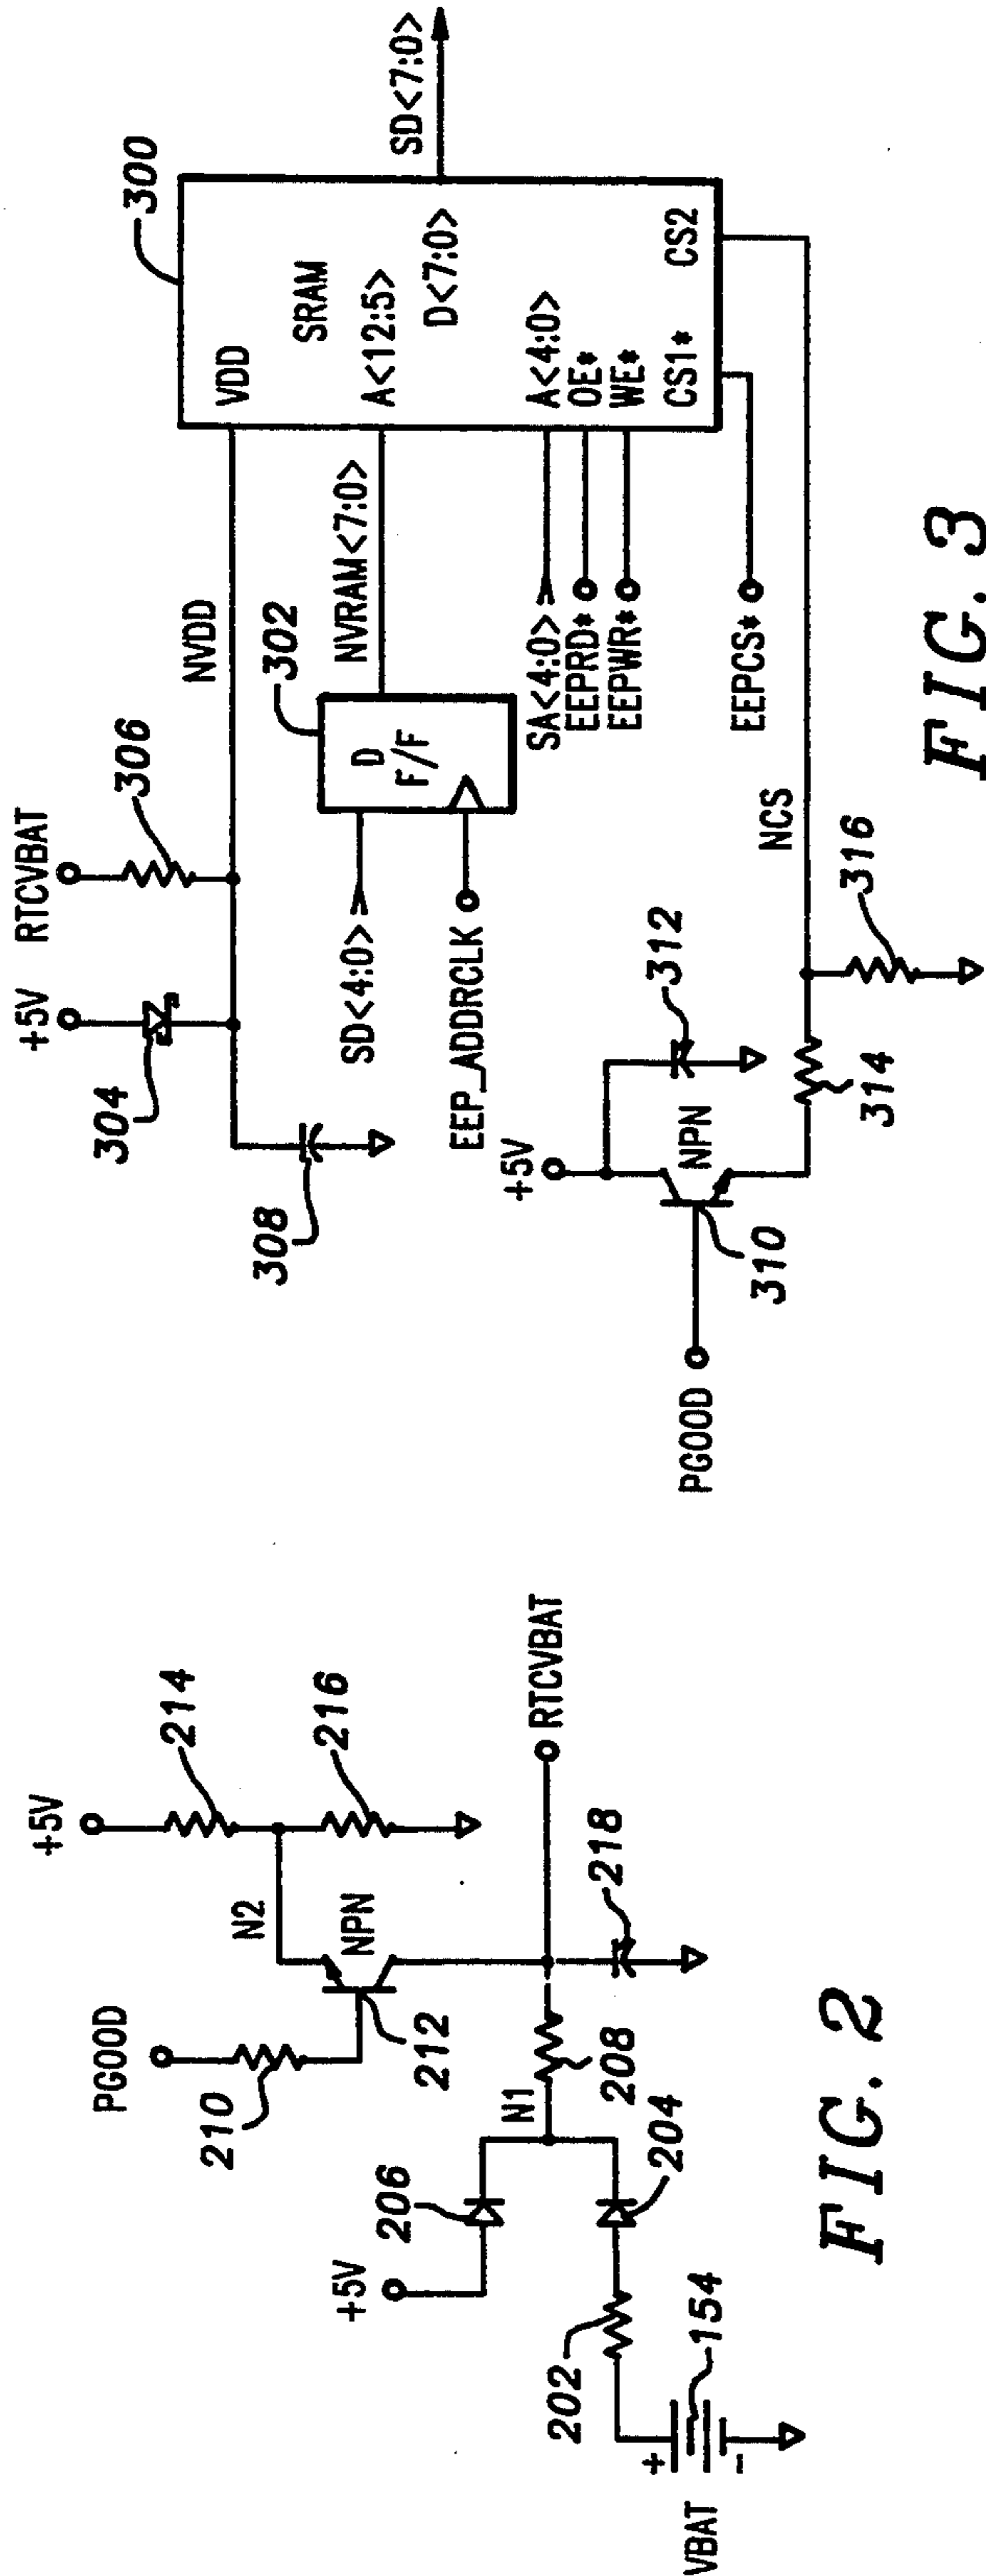 +5V
214
PGOOD
N2
216
210
NPN
212
+5V
206
N1
RTCVBAT
218
208
204
202
+
-
VBAT
154
FIG. 2
RTCVBAT
+5V
306
304
NVDD
308
300
VDD
SRAM
A<12:5>
D<7:0>
SD<7:0>
302
D
F/F
NVRAM<7:0>
SD<4:0>
EEP_ADDRCLK
A<4:0>
OE*
WE*
CS1*
CS2
SA<4:0>
EEPRD*
EEPWR*
EEPCS*
+5V
312
NPN
310
PGOOD
NCS
314
316
FIG. 3